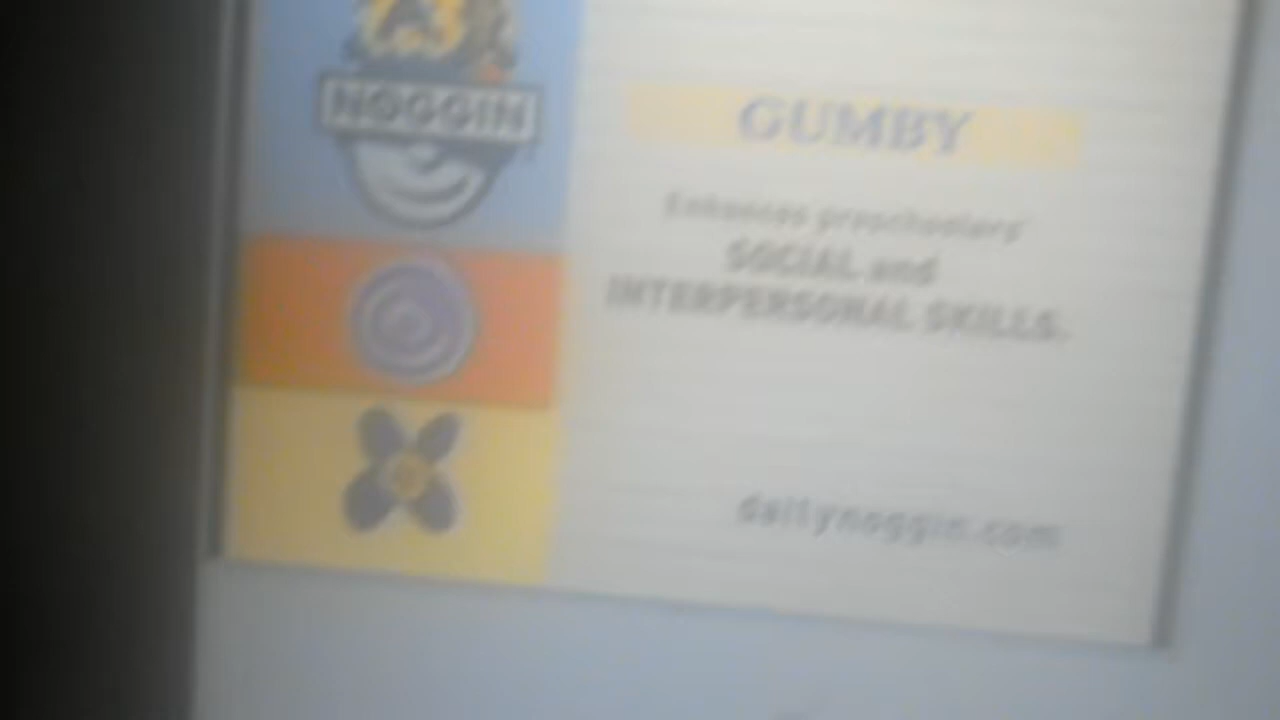 NOGGIN
GUMBY
Enhances preschoolers'
SOCIAL and
INTERPERSONAL SKILLS.
dailynoggin.com